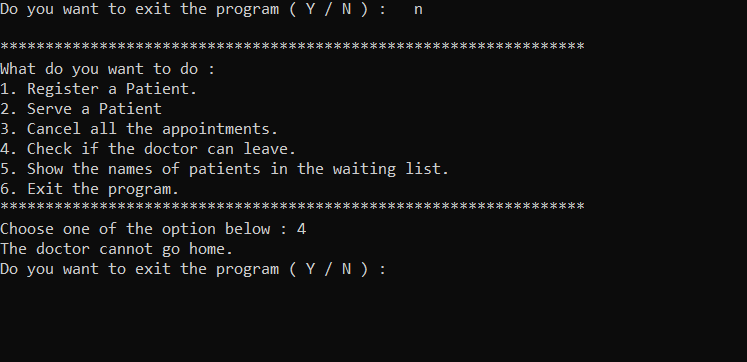 Do you want to exit the program ( Y / N ) :   n
*****************************************************************
What do you want to do :
1. Register a Patient.
2. Serve a Patient
3. Cancel all the appointments.
4. Check if the doctor can leave.
5. Show the names of patients in the waiting list.
6. Exit the program.
*****************************************************************
Choose one of the option below : 4
The doctor cannot go home.
Do you want to exit the program ( Y / N ) :